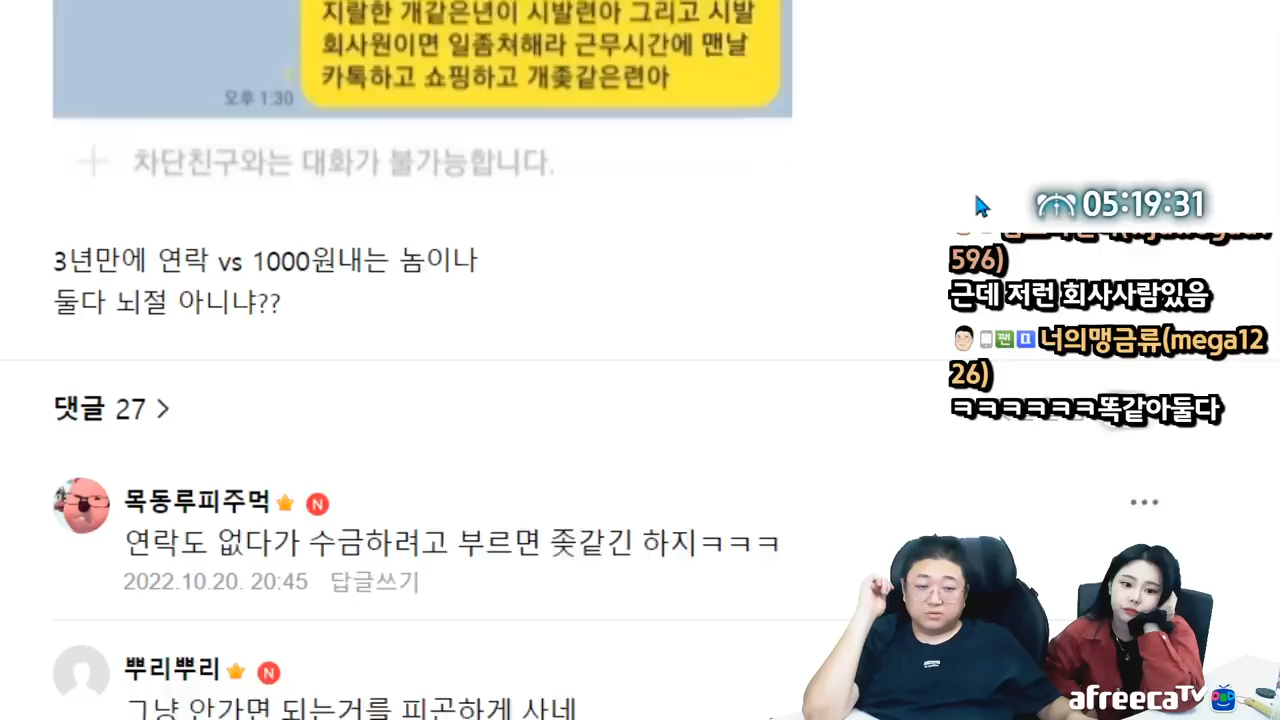 지랄한 개같은년이 시발련아 그리고 시발
회사원이면 일좀쳐해라 근무시간에 맨날
카톡하고 쇼핑하고 개좆같은련아
오후 1:30
차단친구와는 대화가 불가능합니다.
05:19:31
596)
근데 저런 회사사람있음
3년만에 연락 vs 1000원내는 놈이나
둘다 뇌절 아니냐??
팬
너의맹금류(mega12
26)
ㅋㅋㅋㅋㅋㅋ똑같아둘다
댓글 27 >
목동루피주먹 N
연락도 없다가 수금하려고 부르면 좆같긴 하지ㅋㅋㅋ
2022.10.20. 20:45 답글쓰기
뿌리뿌리 N
그냥 안가면 되는거를 피곤하게 사네
afreecaTV